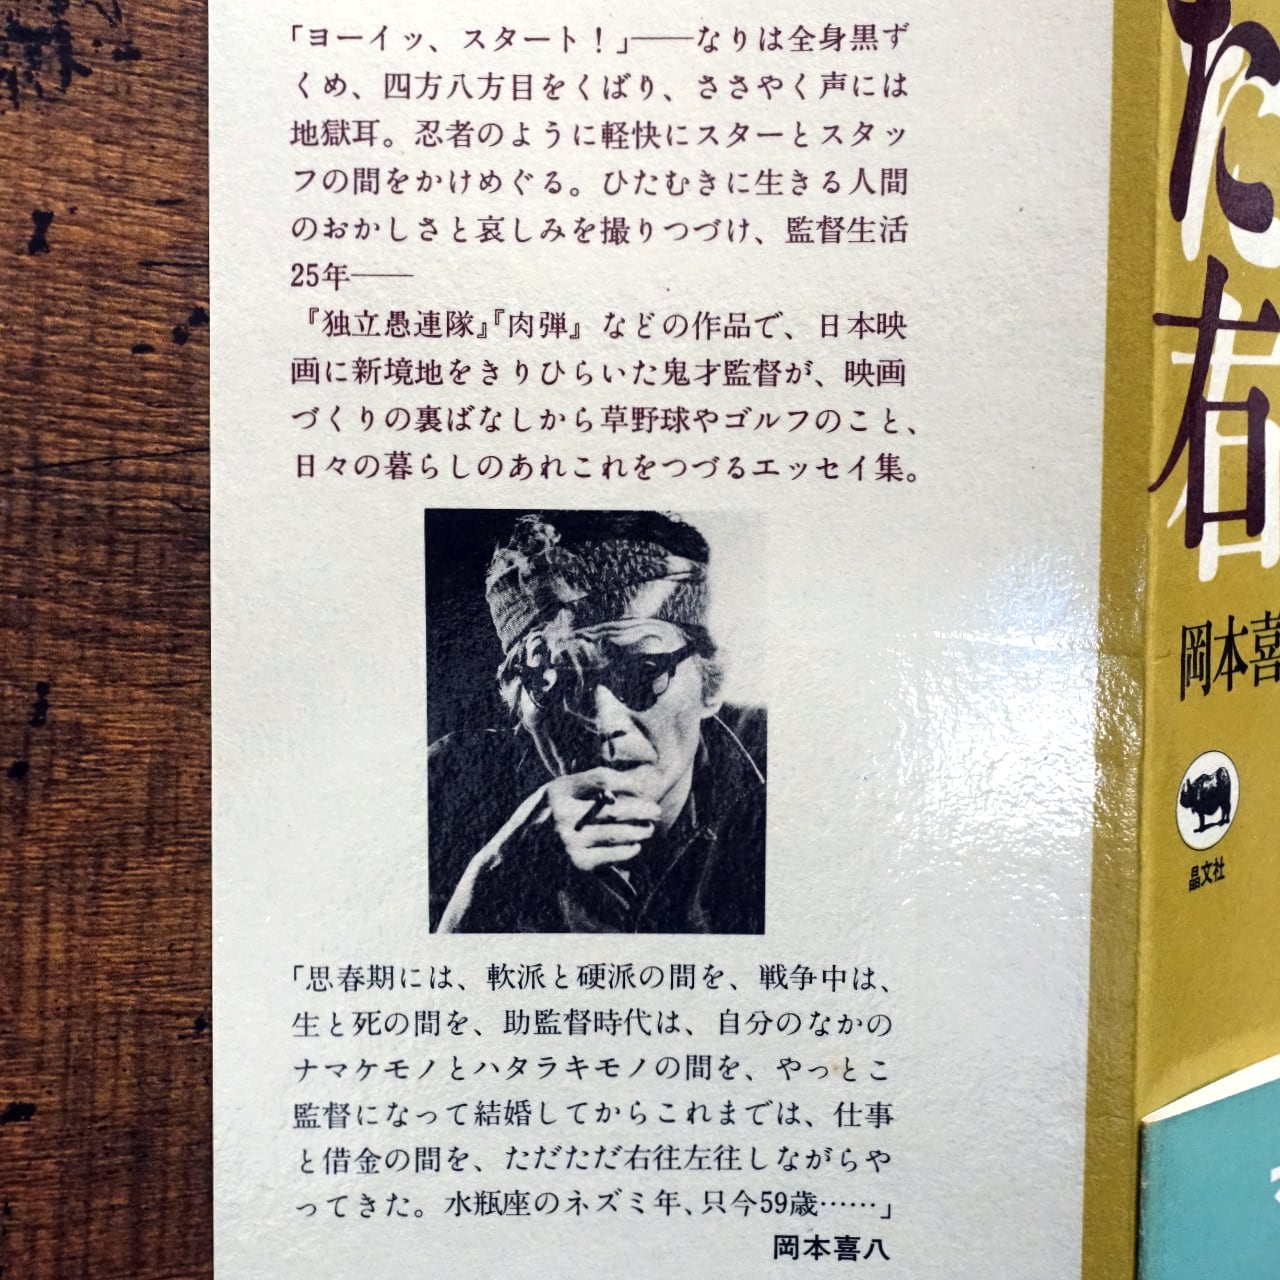 「ヨーイッ、スタート！」――なりは全身黒ず
くめ、四方八方目をくばり、ささやく声には
地獄耳。忍者のように軽快にスターとスタッ
フの間をかけめぐる。ひたむきに生きる人間
のおかしさと哀しみを撮りつづけ、監督生活
25年――
『独立愚連隊』『肉弾』などの作品で、日本映
画に新境地をきりひらいた鬼才監督が、映画
づくりの裏ばなしから草野球やゴルフのこと、
日々の暮らしのあれこれをつづるエッセイ集。
「思春期には、軟派と硬派の間を、戦争中は、
生と死の間を、助監督時代は、自分のなかの
ナマケモノとハタラキモノの間を、やっとこ
監督になって結婚してからこれまでは、仕事
と借金の間を、ただただ右往左往しながらや
ってきた。水瓶座のネズミ年、只今59歳……」
岡本喜八
た
岡本喜
晶文社